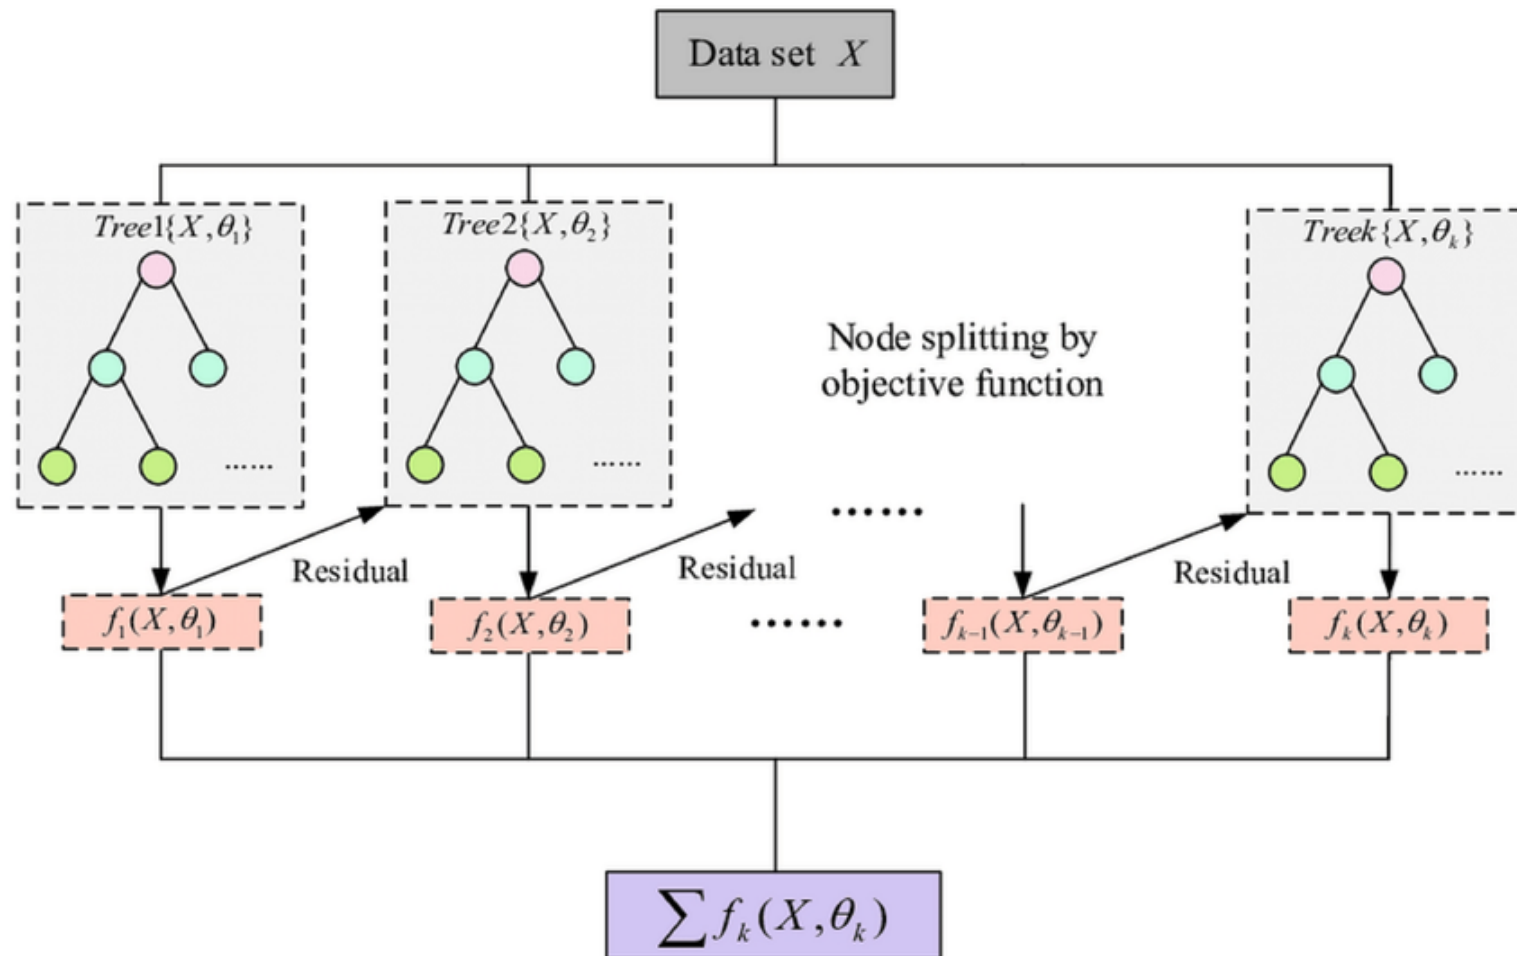 Data set X
Tree1{X,θ₁}
Tree2{X,θ₂}
Treek{X,θₖ}
Node splitting by
objective function
......
......
......
......
Residual
Residual
Residual
f₁(X,θ₁)
f₂(X,θ₂)
......
fₖ₋₁(X,θₖ₋₁)
fₖ(X,θₖ)
∑fₖ(X,θₖ)